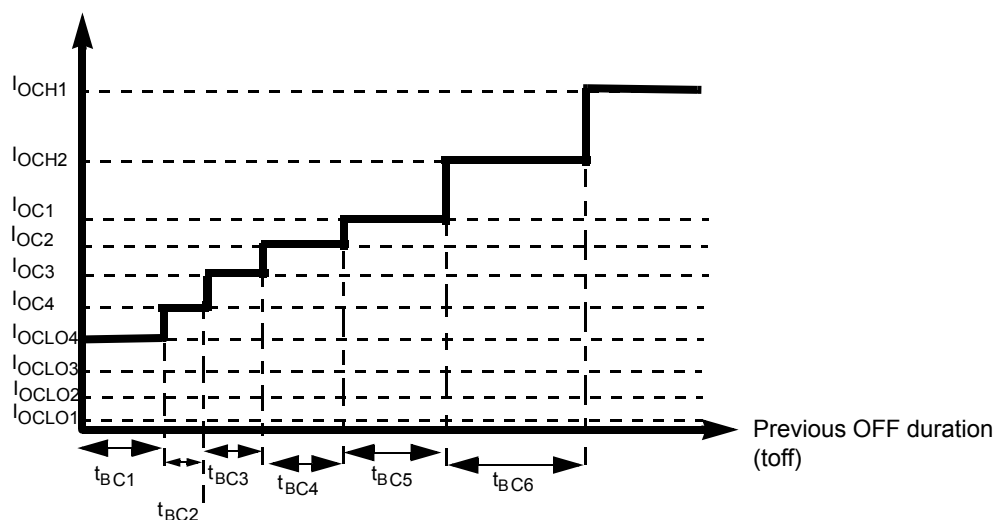 IOCH1
IOCH2
IOC1
IOC2
IOC3
IOC4
IOCLO4
IOCLO3
IOCLO2
IOCLO1
Previous OFF duration
(toff)
tBC1
tBC2
tBC3
tBC4
tBC5
tBC6